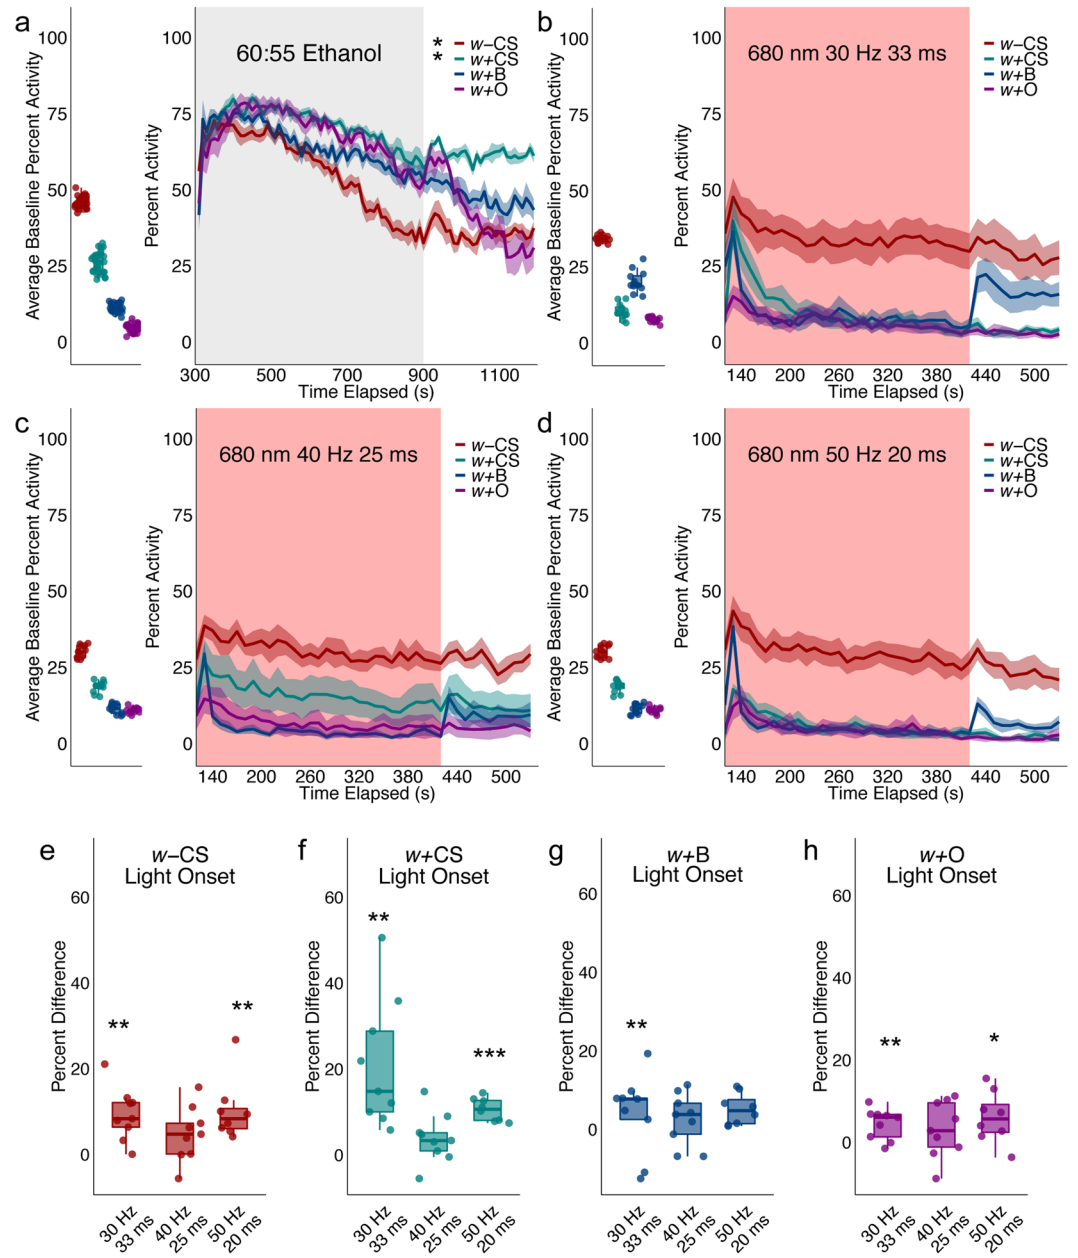 a
Average Baseline Percent Activity
100
75
50
25
0
Percent Activity
100
75
50
25
0
60:55 Ethanol
*
*
w−CS
w+CS
w+B
w+O
300 500 700 900 1100
Time Elapsed (s)
b
Average Baseline Percent Activity
100
75
50
25
0
Percent Activity
100
75
50
25
0
680 nm 30 Hz 33 ms
w−CS
w+CS
w+B
w+O
140 200 260 320 380 440 500
Time Elapsed (s)
c
Average Baseline Percent Activity
100
75
50
25
0
Percent Activity
100
75
50
25
0
680 nm 40 Hz 25 ms
w−CS
w+CS
w+B
w+O
140 200 260 320 380 440 500
Time Elapsed (s)
d
Average Baseline Percent Activity
100
75
50
25
0
Percent Activity
100
75
50
25
0
680 nm 50 Hz 20 ms
w−CS
w+CS
w+B
w+O
140 200 260 320 380 440 500
Time Elapsed (s)
e
w−CS
Light Onset
Percent Difference
60
40
20
0
**
**
30 Hz
33 ms
40 Hz
25 ms
50 Hz
20 ms
f
w+CS
Light Onset
Percent Difference
60
40
20
0
**
***
30 Hz
33 ms
40 Hz
25 ms
50 Hz
20 ms
g
w+B
Light Onset
Percent Difference
60
40
20
0
**
30 Hz
33 ms
40 Hz
25 ms
50 Hz
20 ms
h
w+O
Light Onset
Percent Difference
60
40
20
0
**
*
30 Hz
33 ms
40 Hz
25 ms
50 Hz
20 ms